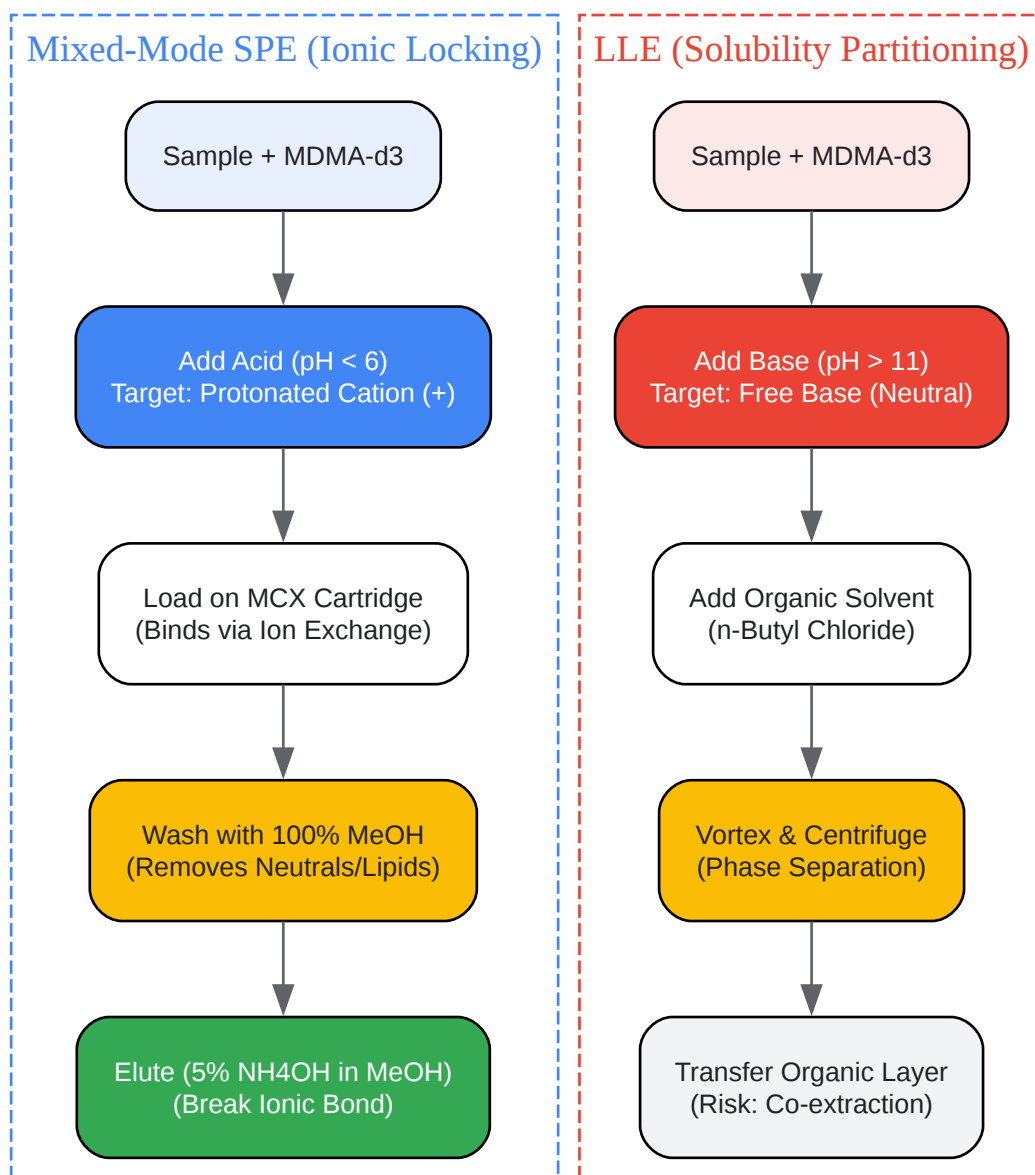 Mixed-Mode SPE (Ionic Locking)
Sample + MDMA-d3
Add Acid (pH < 6)
Target: Protonated Cation (+)
Load on MCX Cartridge
(Binds via Ion Exchange)
Wash with 100% MeOH
(Removes Neutrals/Lipids)
Elute (5% NH4OH in MeOH)
(Break Ionic Bond)
LLE (Solubility Partitioning)
Sample + MDMA-d3
Add Base (pH > 11)
Target: Free Base (Neutral)
Add Organic Solvent
(n-Butyl Chloride)
Vortex & Centrifuge
(Phase Separation)
Transfer Organic Layer
(Risk: Co-extraction)